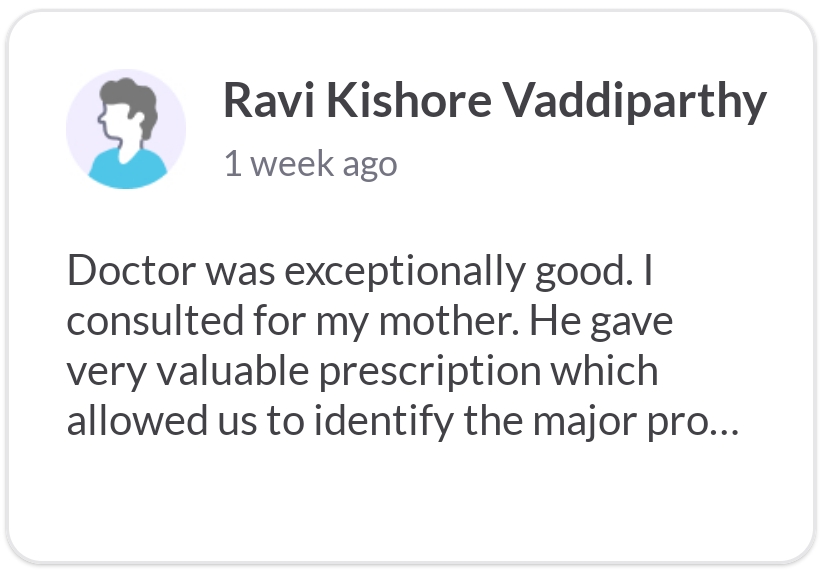 Ravi Kishore Vaddiparthy
1 week ago
Doctor was exceptionally good. I
consulted for my mother. He gave
very valuable prescription which
allowed us to identify the major pro...